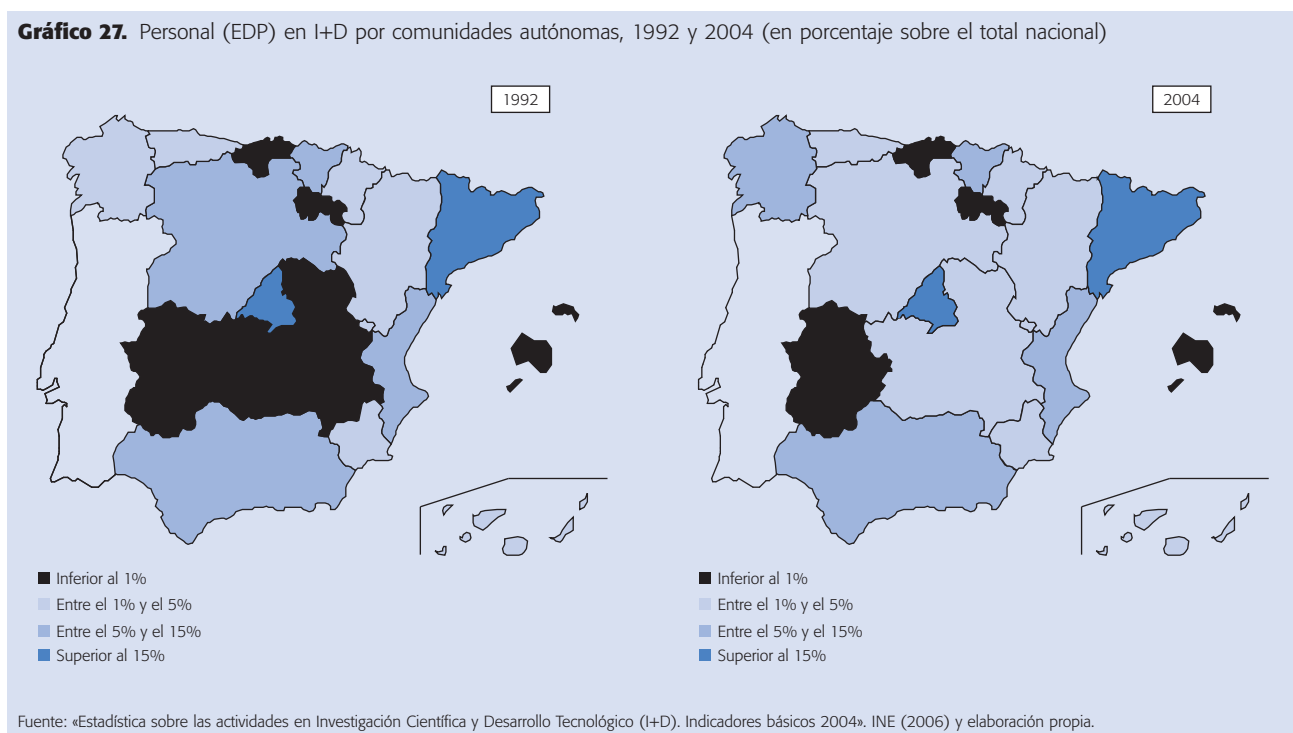 Gráfico 27. Personal (EDP) en I+D por comunidades autónomas, 1992 y 2004 (en porcentaje sobre el total nacional)
1992
Inferior al 1%
Entre el 1% y el 5%
Entre el 5% y el 15%
Superior al 15%
2004
Inferior al 1%
Entre el 1% y el 5%
Entre el 5% y el 15%
Superior al 15%
Fuente: «Estadística sobre las actividades en Investigación Científica y Desarrollo Tecnológico (I+D). Indicadores básicos 2004». INE (2006) y elaboración propia.